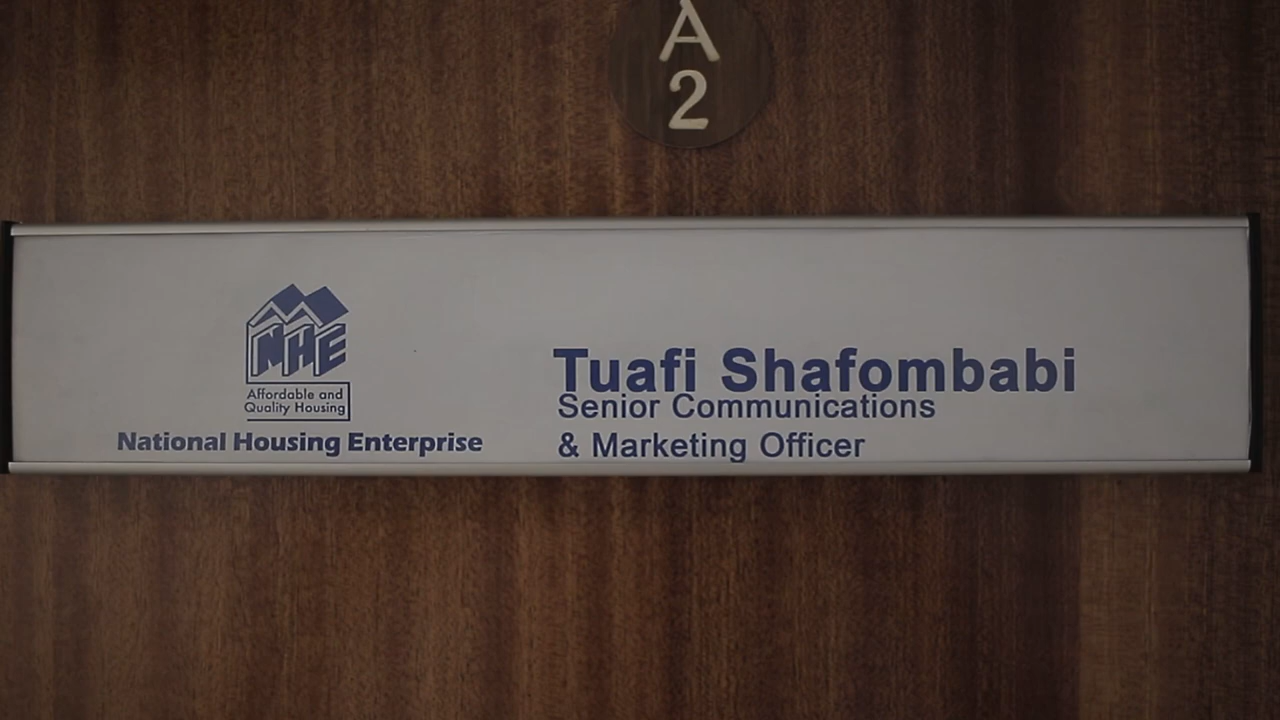 A
2
NHE
Affordable and
Quality Housing
National Housing Enterprise
Tuafi Shafombabi
Senior Communications
& Marketing Officer